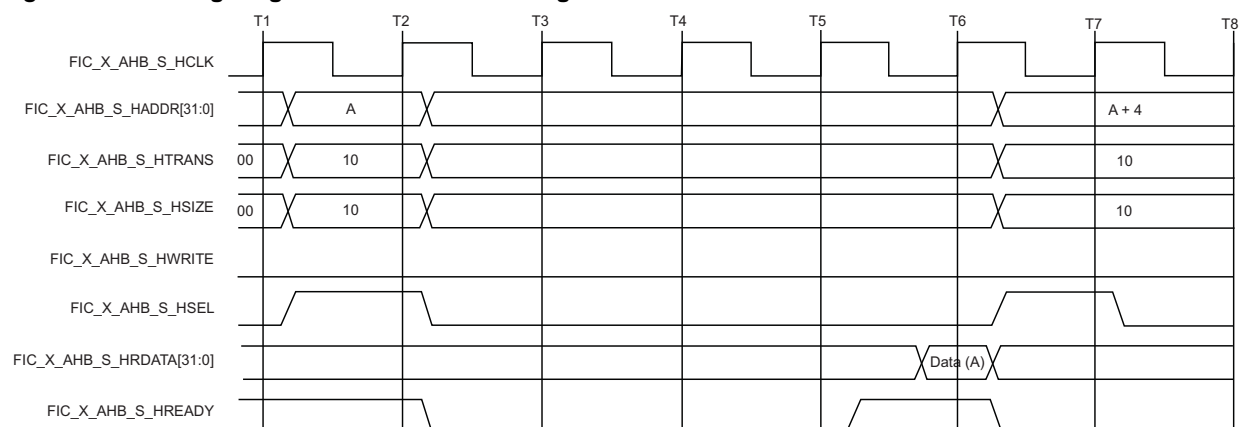 T1 T2 T3 T4 T5 T6 T7 T8
FIC_X_AHB_S_HCLK
FIC_X_AHB_S_HADDR[31:0] A A + 4
FIC_X_AHB_S_HTRANS 00 10 10
FIC_X_AHB_S_HSIZE 00 10 10
FIC_X_AHB_S_HWRITE
FIC_X_AHB_S_HSEL
FIC_X_AHB_S_HRDATA[31:0] Data (A)
FIC_X_AHB_S_HREADY